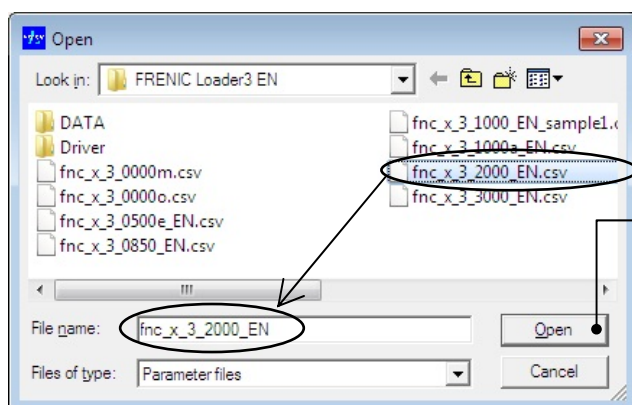 Open
Look in: FRENIC Loader3 EN
DATA
Driver
fnc_x_3_0000m.csv
fnc_x_3_0000o.csv
fnc_x_3_0500e_EN.csv
fnc_x_3_0850_EN.csv
fnc_x_3_1000_EN_sample1.c
fnc_x_3_1000a_EN.csv
fnc_x_3_2000_EN.csv
fnc_x_3_3000_EN.csv
File name: fnc_x_3_2000_EN Open
Files of type: Parameter files Cancel